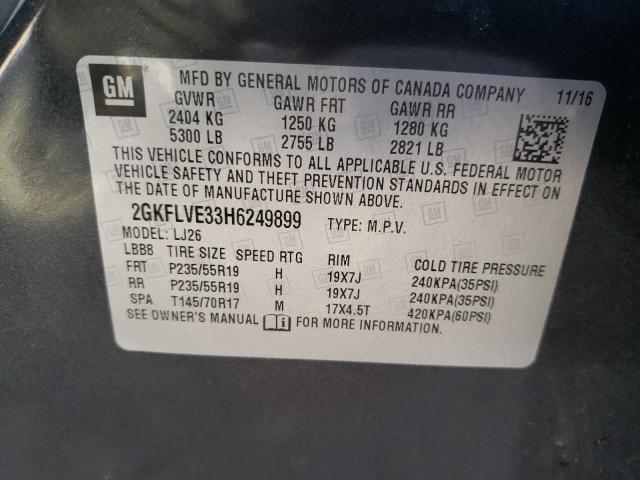 GM MFD BY GENERAL MOTORS OF CANADA COMPANY 11/16
GVWR GAWR FRT GAWR RR
2404 KG 1250 KG 1280 KG
5300 LB 2755 LB 2821 LB
THIS VEHICLE CONFORMS TO ALL APPLICABLE U.S. FEDERAL MOTOR
VEHICLE SAFETY AND THEFT PREVENTION STANDARDS IN EFFECT ON
THE DATE OF MANUFACTURE SHOWN ABOVE.
2GKFLVE33H6249899 TYPE: M.P.V.
MODEL: LJ26
LBB8 TIRE SIZE SPEED RTG RIM COLD TIRE PRESSURE
FRT P235/55R19 H 19X7J 240KPA(35PSI)
RR P235/55R19 H 19X7J 240KPA(35PSI)
SPA T145/70R17 M 17X4.5T 420KPA(60PSI)
SEE OWNER'S MANUAL FOR MORE INFORMATION.